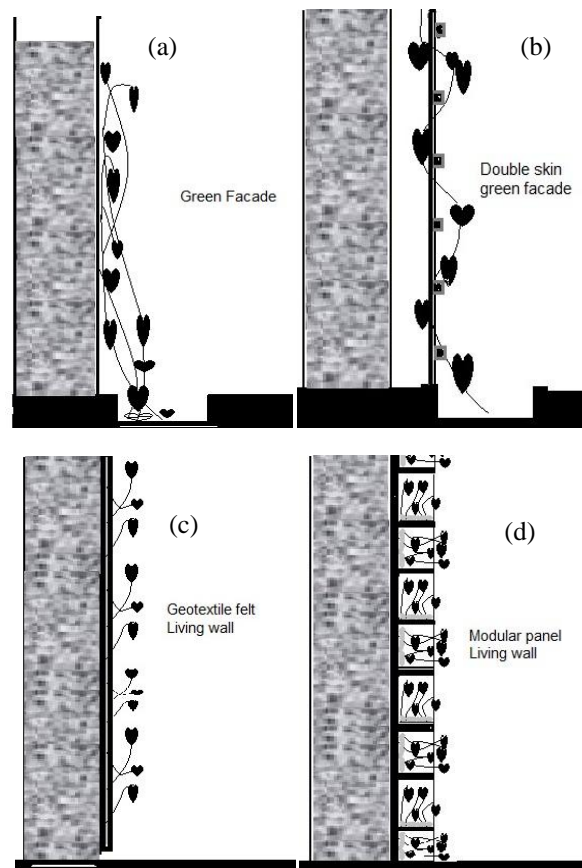 (a)
Green Facade
(b)
Double skin
green facade
(c)
Geotextile felt
Living wall
(d)
Modular panel
Living wall